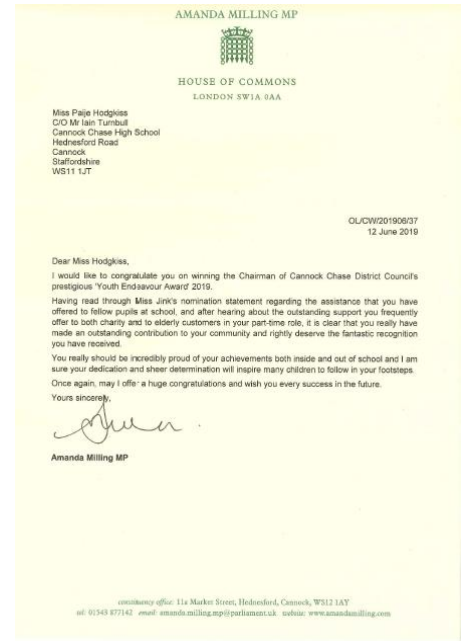 AMANDA MILLING MP
HOUSE OF COMMONS
LONDON SW1A 0AA
Miss Paije Hodgkiss
C/O Mr Iain Turnbull
Cannock Chase High School
Hednesford Road
Cannock
Staffordshire
WS11 1JT
OL/CW/201906/37
12 June 2019
Dear Miss Hodgkiss,
I would like to congratulate you on winning the Chairman of Cannock Chase District Council's
prestigious 'Youth Endeavour Award' 2019.
Having read through Miss Jink's nomination statement regarding the assistance that you have
offered to fellow pupils at school, and after hearing about the outstanding support you frequently
offer to both charity and to elderly customers in your part-time role, it is clear that you really have
made an outstanding contribution to your community and rightly deserve the fantastic recognition
you have received.
You really should be incredibly proud of your achievements both inside and out of school and I am
sure your dedication and sheer determination will inspire many children to follow in your footsteps.
Once again, may I offer a huge congratulations and wish you every success in the future.
Yours sincerely,
Amanda Milling MP
constituency office: 11a Market Street, Hednesford, Cannock, WS12 1AY
tel: 01543 877142 email: amanda.milling.mp@parliament.uk website: www.amandamilling.com